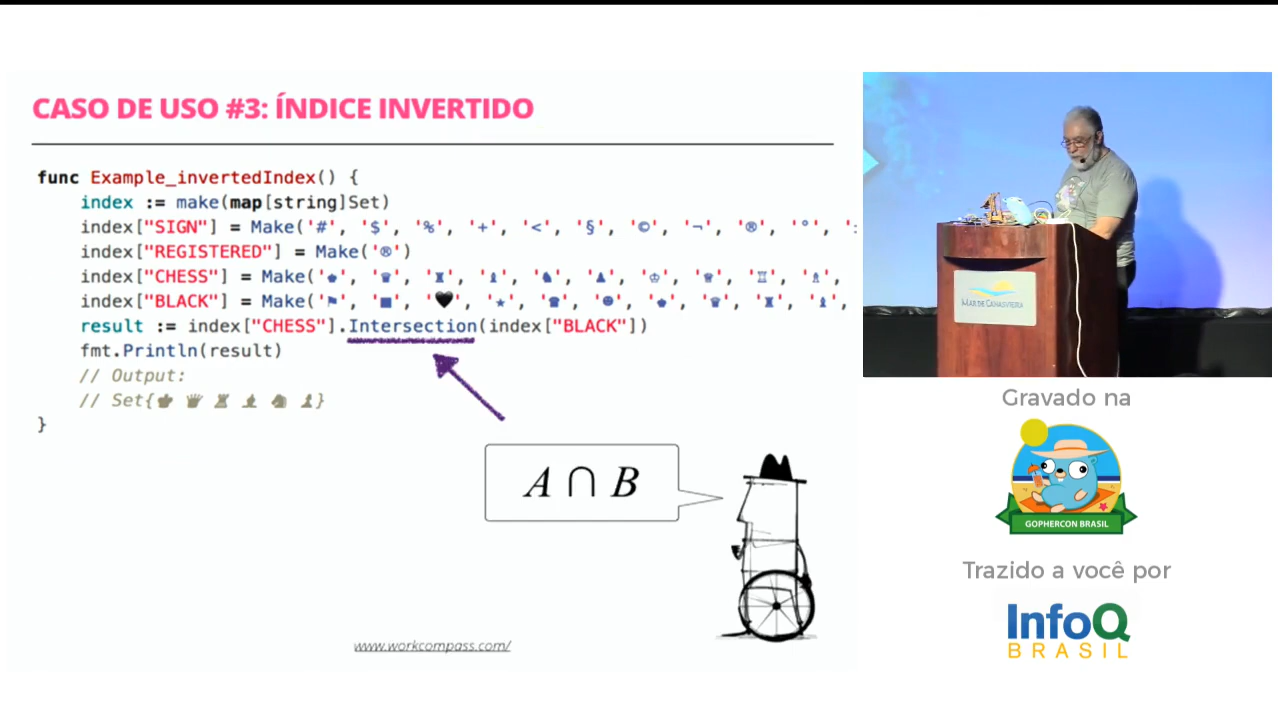 CASO DE USO #3: ÍNDICE INVERTIDO
func Example_invertedIndex() {
index := make(map[string]Set)
index["SIGN"] = Make('#', '$', '%', '+', '<', '§', '©', '¬', '®', '°', ':
index["REGISTERED"] = Make('®')
index["CHESS"] = Make('♚', '♛', '♜', '♝', '♞', '♟', '♔', '♕', '♖', '♗',
index["BLACK"] = Make('⚑', '■', '♥', '★', '♛', '☻', '♚', '♛', '♜', '♝',
result := index["CHESS"].Intersection(index["BLACK"])
fmt.Println(result)
// Output:
// Set{♚ ♛ ♜ ♝ ♞ ♟}
}
A ∩ B
www.workcompass.com/
MAR DE CANASVIEIRA
Gravado na
GOPHERCON BRASIL
Trazido a você por
InfoQ
BRASIL